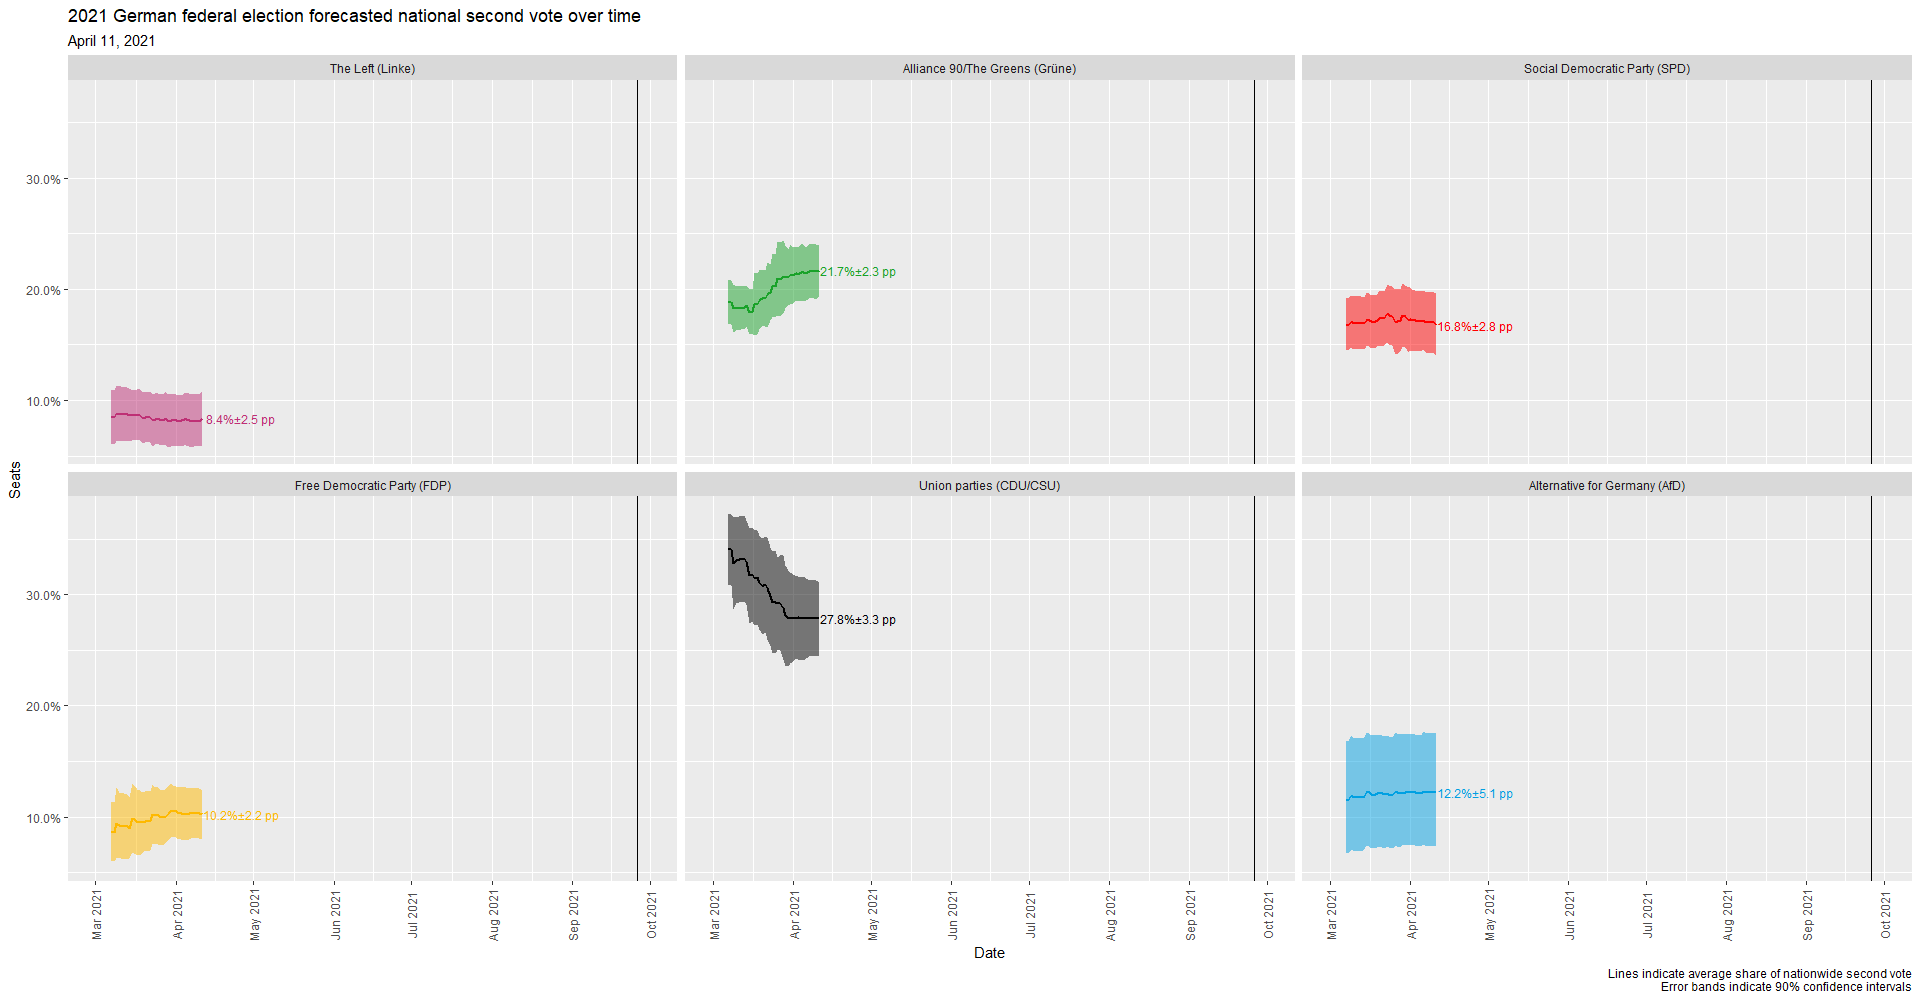 2021 German federal election forecasted national second vote over time
April 11, 2021
The Left (Linke)
Alliance 90/The Greens (Grüne)
Social Democratic Party (SPD)
30.0%
20.0%
10.0%
8.4%±2.5 pp
21.7%±2.3 pp
16.8%±2.8 pp
Seats
Free Democratic Party (FDP)
Union parties (CDU/CSU)
Alternative for Germany (AfD)
30.0%
20.0%
10.0%
10.2%±2.2 pp
27.8%±3.3 pp
12.2%±5.1 pp
Mar 2021
Apr 2021
May 2021
Jun 2021
Jul 2021
Aug 2021
Sep 2021
Oct 2021
Mar 2021
Apr 2021
May 2021
Jun 2021
Jul 2021
Aug 2021
Sep 2021
Oct 2021
Mar 2021
Apr 2021
May 2021
Jun 2021
Jul 2021
Aug 2021
Sep 2021
Oct 2021
Date
Lines indicate average share of nationwide second vote
Error bands indicate 90% confidence intervals